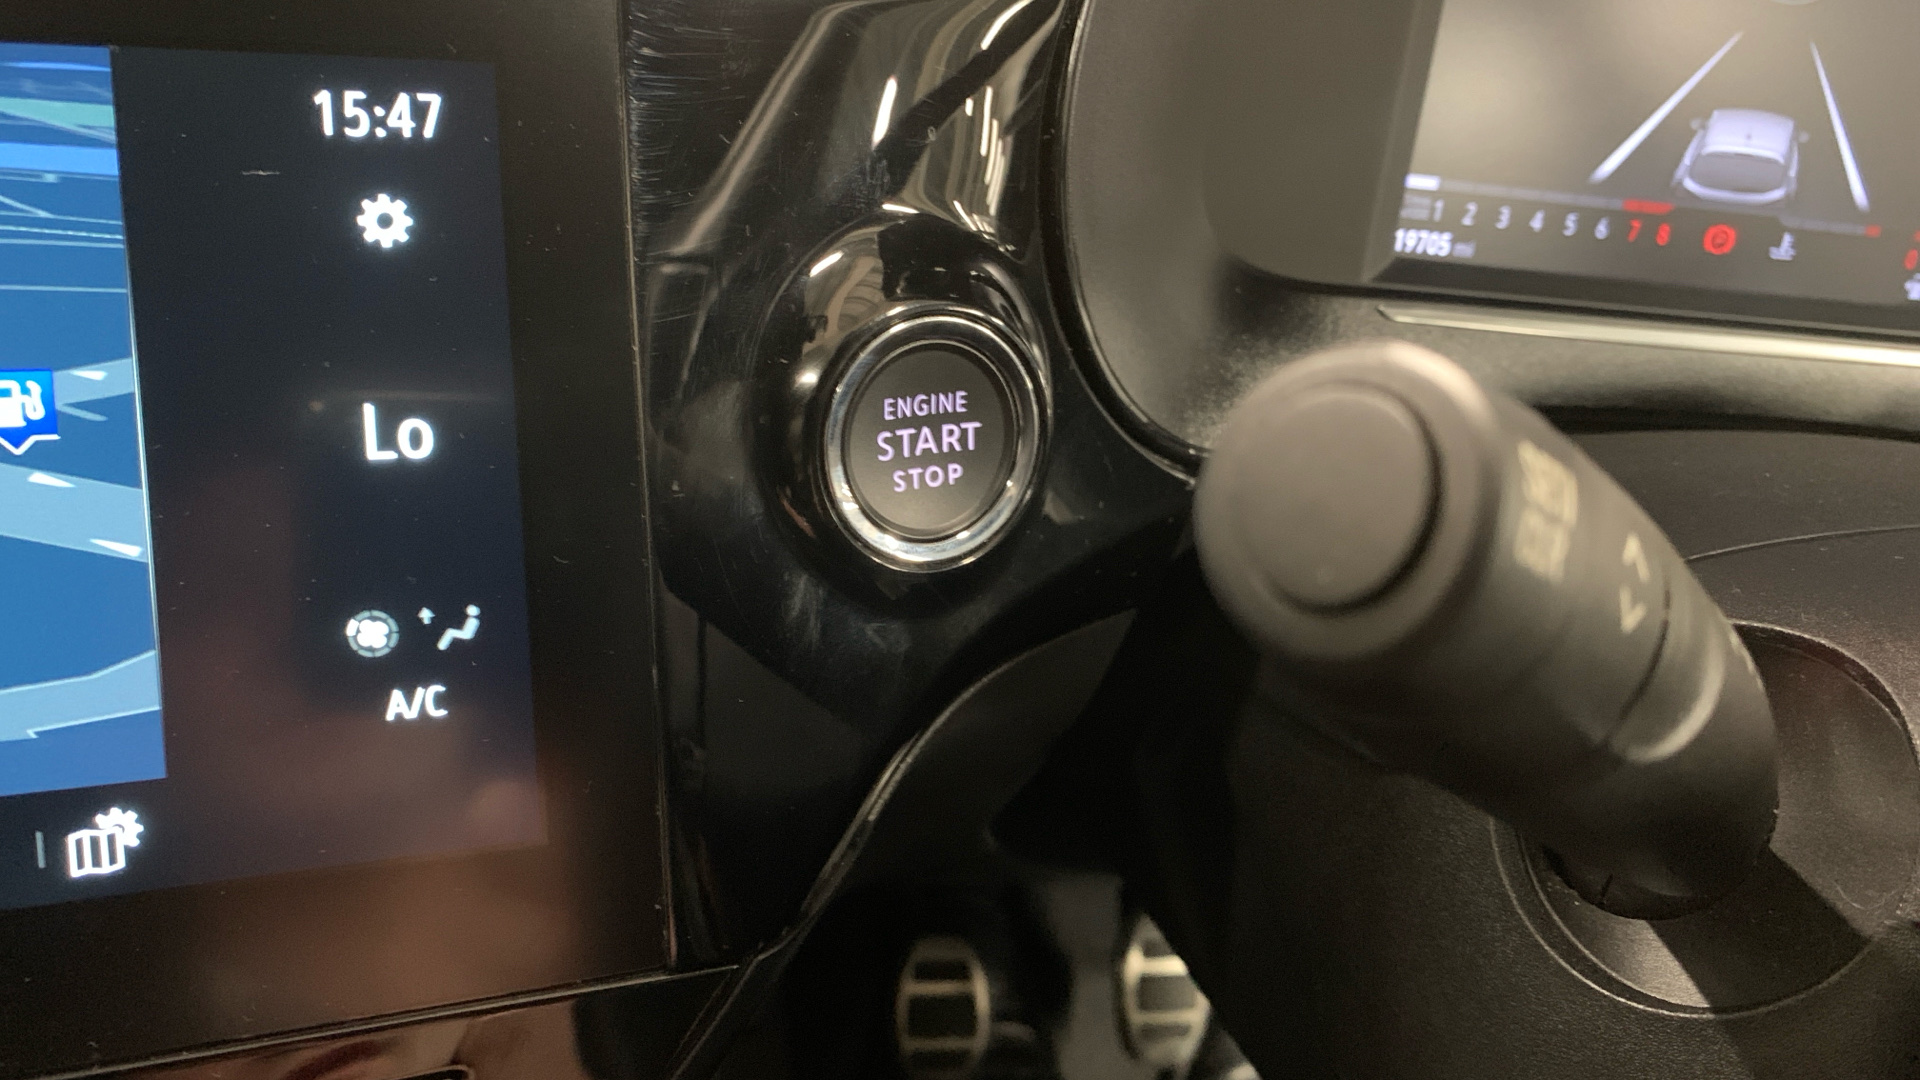 15:47
Lo
A/C
ENGINE
START
STOP
1 2 3 4 5 6 7 8
19705 mi